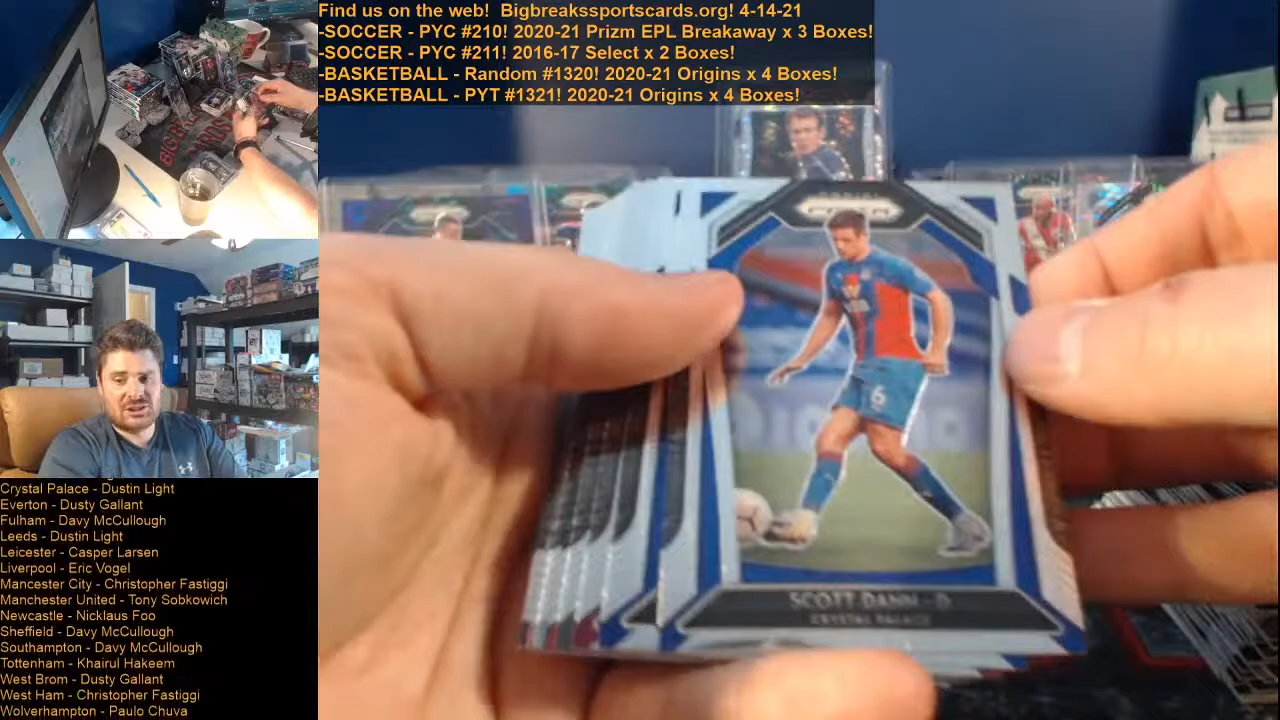 Find us on the web! Bigbreakssportscards.org! 4-14-21
-SOCCER - PYC #210! 2020-21 Prizm EPL Breakaway x 3 Boxes!
-SOCCER - PYC #211! 2016-17 Select x 2 Boxes!
-BASKETBALL - Random #1320! 2020-21 Origins x 4 Boxes!
-BASKETBALL - PYT #1321! 2020-21 Origins x 4 Boxes!
6
SCOTT DANN - D
CRYSTAL PALACE
Crystal Palace - Dustin Light
Everton - Dusty Gallant
Fulham - Davy McCullough
Leeds - Dustin Light
Leicester - Casper Larsen
Liverpool - Eric Vogel
Mancester City - Christopher Fastiggi
Manchester United - Tony Sobkowich
Newcastle - Nicklaus Foo
Sheffield - Davy McCullough
Southampton - Davy McCullough
Tottenham - Khairul Hakeem
West Brom - Dusty Gallant
West Ham - Christopher Fastiggi
Wolverhampton - Paulo Chuva